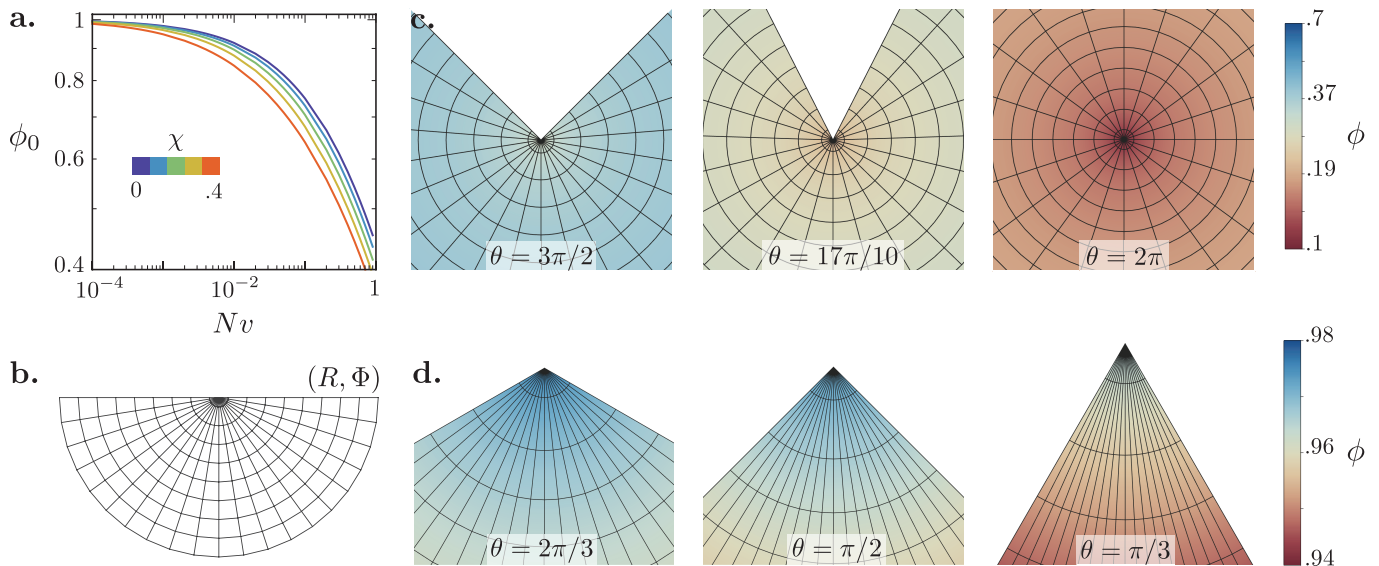 a.
1
0.8
0.6
0.4
ϕ₀
χ
0
.4
10⁻⁴
10⁻²
1
Nv
c.
θ = 3π/2
θ = 17π/10
θ = 2π
.7
.37
.19
.1
ϕ
b.
(R, Φ)
d.
θ = 2π/3
θ = π/2
θ = π/3
.98
.96
.94
ϕ